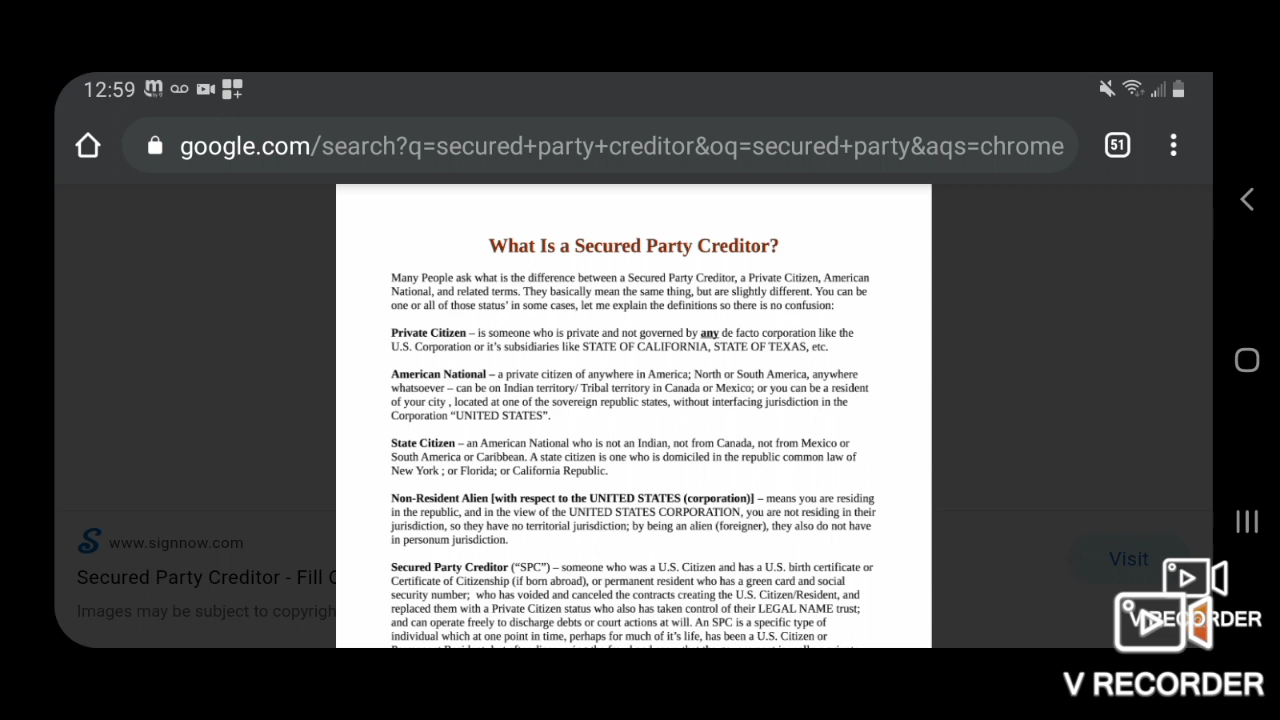 12:59
google.com/search?q=secured+party+creditor&oq=secured+party&aqs=chrome
51
What Is a Secured Party Creditor?
Many People ask what is the difference between a Secured Party Creditor, a Private Citizen, American
National, and related terms. They basically mean the same thing, but are slightly different. You can be
one or all of those status' in some cases, let me explain the definitions so there is no confusion:
Private Citizen – is someone who is private and not governed by any de facto corporation like the
U.S. Corporation or it's subsidiaries like STATE OF CALIFORNIA, STATE OF TEXAS, etc.
American National – a private citizen of anywhere in America; North or South America, anywhere
whatsoever – can be on Indian territory/ Tribal territory in Canada or Mexico; or you can be a resident
of your city , located at one of the sovereign republic states, without interfacing jurisdiction in the
Corporation “UNITED STATES”.
State Citizen – an American National who is not an Indian, not from Canada, not from Mexico or
South America or Caribbean. A state citizen is one who is domiciled in the republic common law of
New York ; or Florida; or California Republic.
Non-Resident Alien [with respect to the UNITED STATES (corporation)] – means you are residing
in the republic, and in the view of the UNITED STATES CORPORATION, you are not residing in their
jurisdiction, so they have no territorial jurisdiction; by being an alien (foreigner), they also do not have
in personum jurisdiction.
Secured Party Creditor (“SPC”) – someone who was a U.S. Citizen and has a U.S. birth certificate or
Certificate of Citizenship (if born abroad), or permanent resident who has a green card and social
security number; who has voided and canceled the contracts creating the U.S. Citizen/Resident, and
replaced them with a Private Citizen status who also has taken control of their LEGAL NAME trust;
and can operate freely to discharge debts or court actions at will. An SPC is a specific type of
individual which at one point in time, perhaps for much of it's life, has been a U.S. Citizen or
www.signnow.com
Visit
Secured Party Creditor - Fill
Images may be subject to copyrigh
V RECORDER
V RECORDER